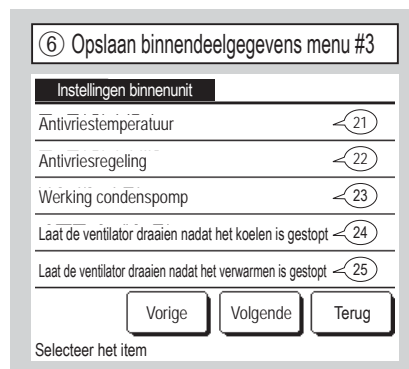 ⑥ Opslaan binnendeelgegevens menu #3
Instellingen binnenunit
Antivriestemperatuur 21
Antivriesregeling 22
Werking condenspomp 23
Laat de ventilator draaien nadat het koelen is gestopt 24
Laat de ventilator draaien nadat het verwarmen is gestopt 25
Vorige Volgende Terug
Selecteer het item